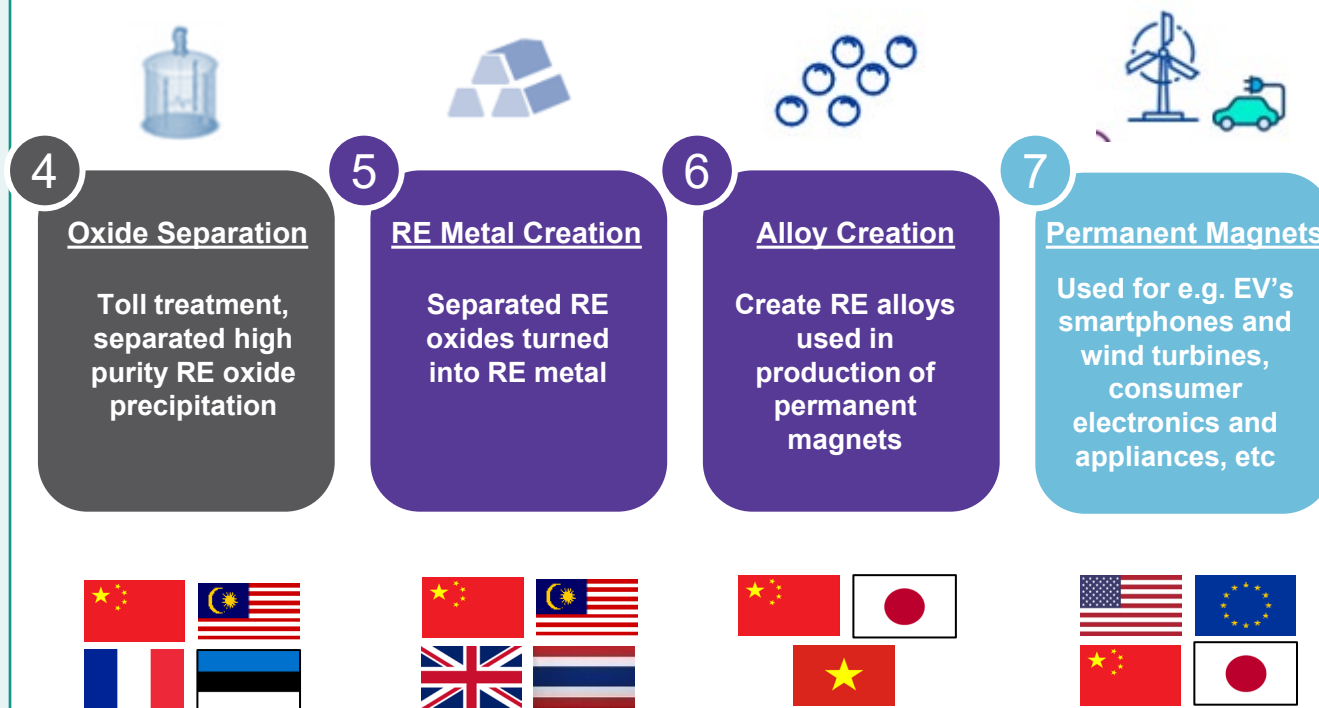 4
Oxide Separation
Toll treatment,
separated high
purity RE oxide
precipitation
5
RE Metal Creation
Separated RE
oxides turned
into RE metal
6
Alloy Creation
Create RE alloys
used in
production of
permanent
magnets
7
Permanent Magnets
Used for e.g. EV's
smartphones and
wind turbines,
consumer
electronics and
appliances, etc